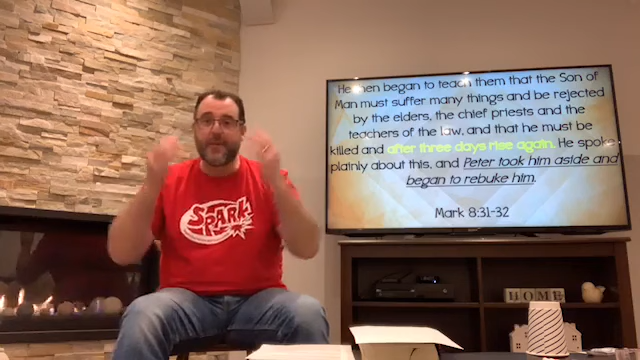 He then began to teach them that the Son of
Man must suffer many things and be rejected
by the elders, the chief priests and the
teachers of the law, and that he must be
killed and after three days rise again. He spoke
plainly about this, and Peter took him aside and
began to rebuke him.
Mark 8:31-32
SPARK
HOME